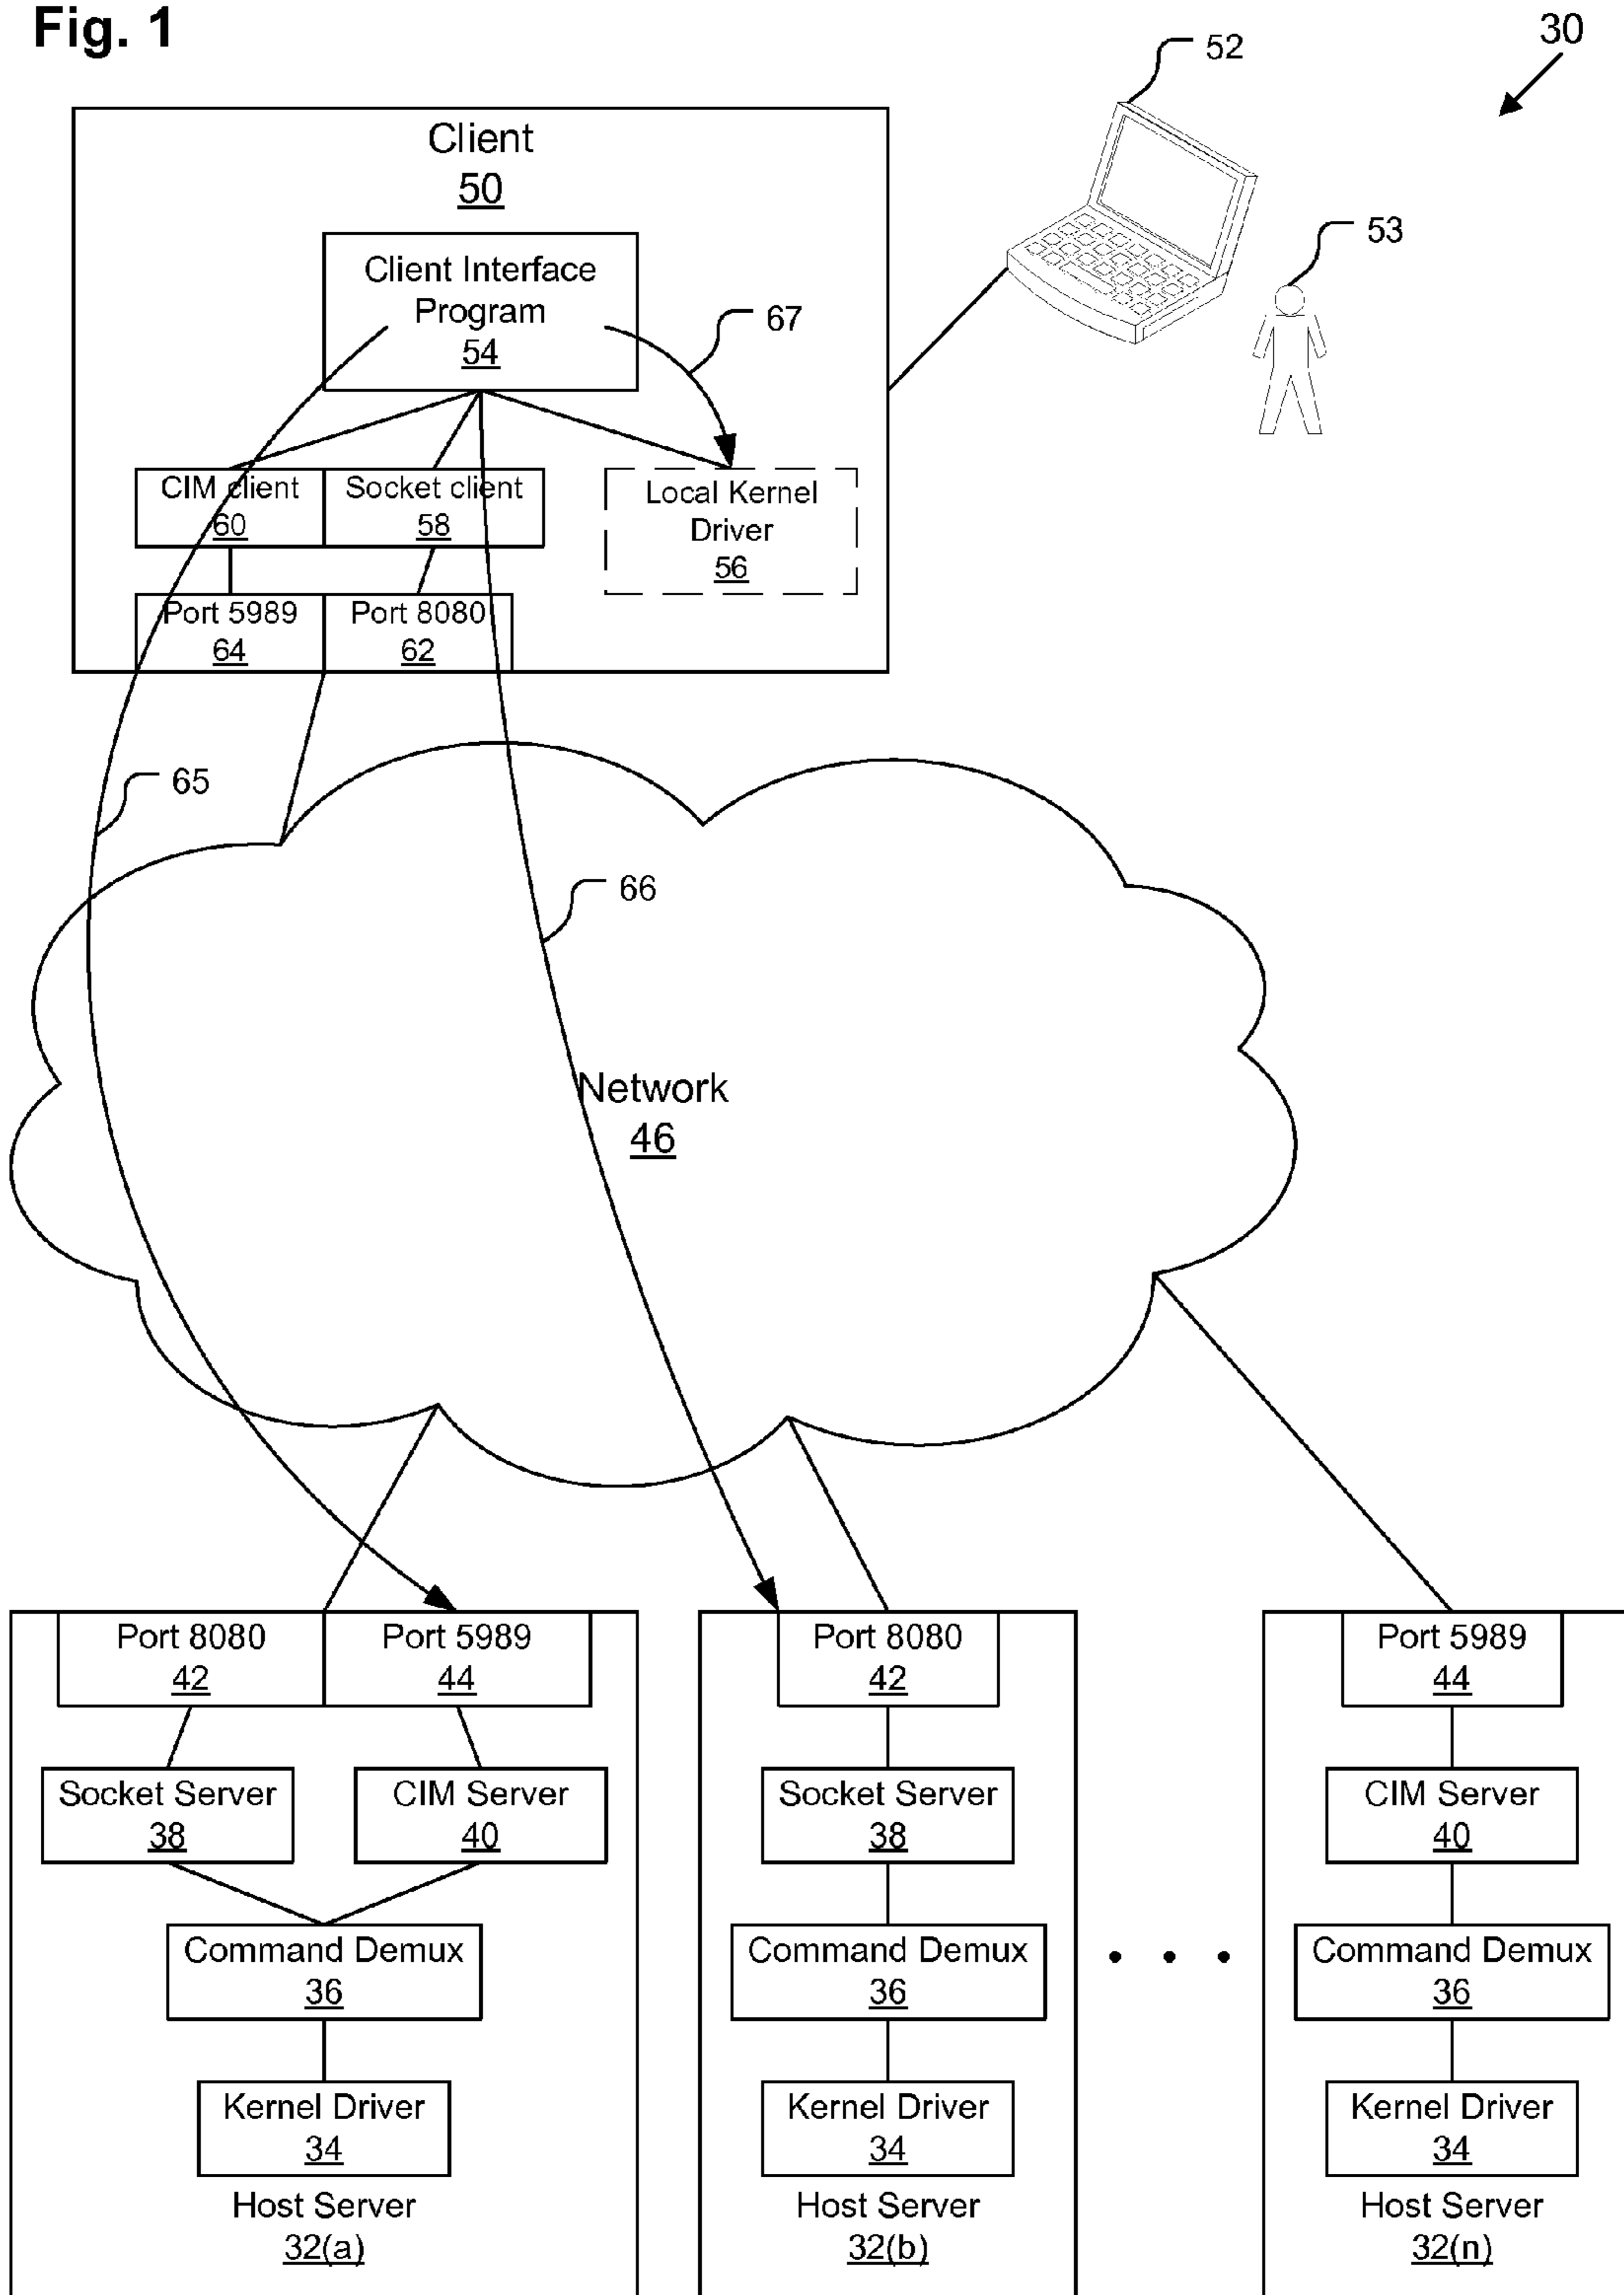 Fig. 1
30
52
53
Client
50
Client Interface
Program
54
67
CIM client
60
Socket client
58
Local Kernel
Driver
56
Port 5989
64
Port 8080
62
65
66
Network
46
Port 8080
42
Port 5989
44
Socket Server
38
CIM Server
40
Command Demux
36
Kernel Driver
34
Host Server
32(a)
Port 8080
42
Socket Server
38
Command Demux
36
Kernel Driver
34
Host Server
32(b)
Port 5989
44
CIM Server
40
Command Demux
36
Kernel Driver
34
Host Server
32(n)